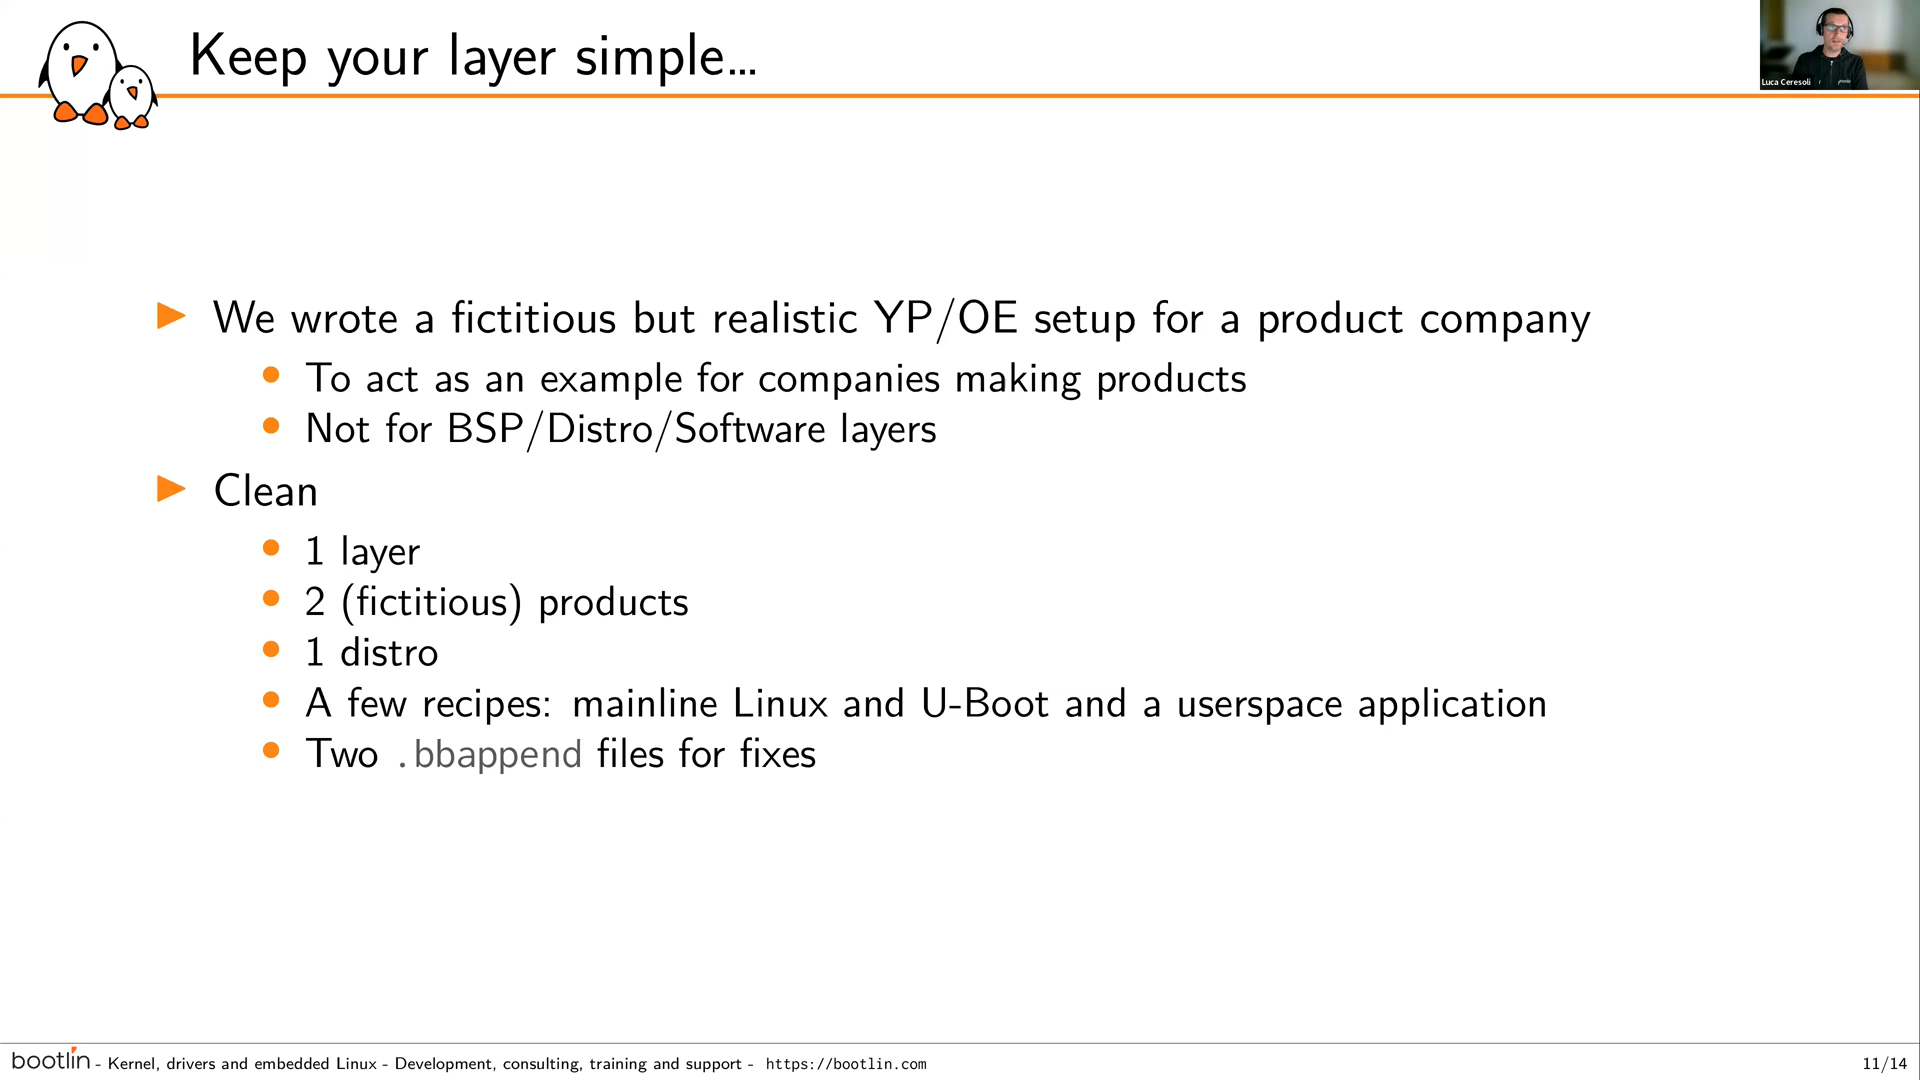 Keep your layer simple…
Luca Ceresoli
We wrote a fictitious but realistic YP/OE setup for a product company
To act as an example for companies making products
Not for BSP/Distro/Software layers
Clean
1 layer
2 (fictitious) products
1 distro
A few recipes: mainline Linux and U-Boot and a userspace application
Two .bbappend files for fixes
bootlin - Kernel, drivers and embedded Linux - Development, consulting, training and support - https://bootlin.com
11/14